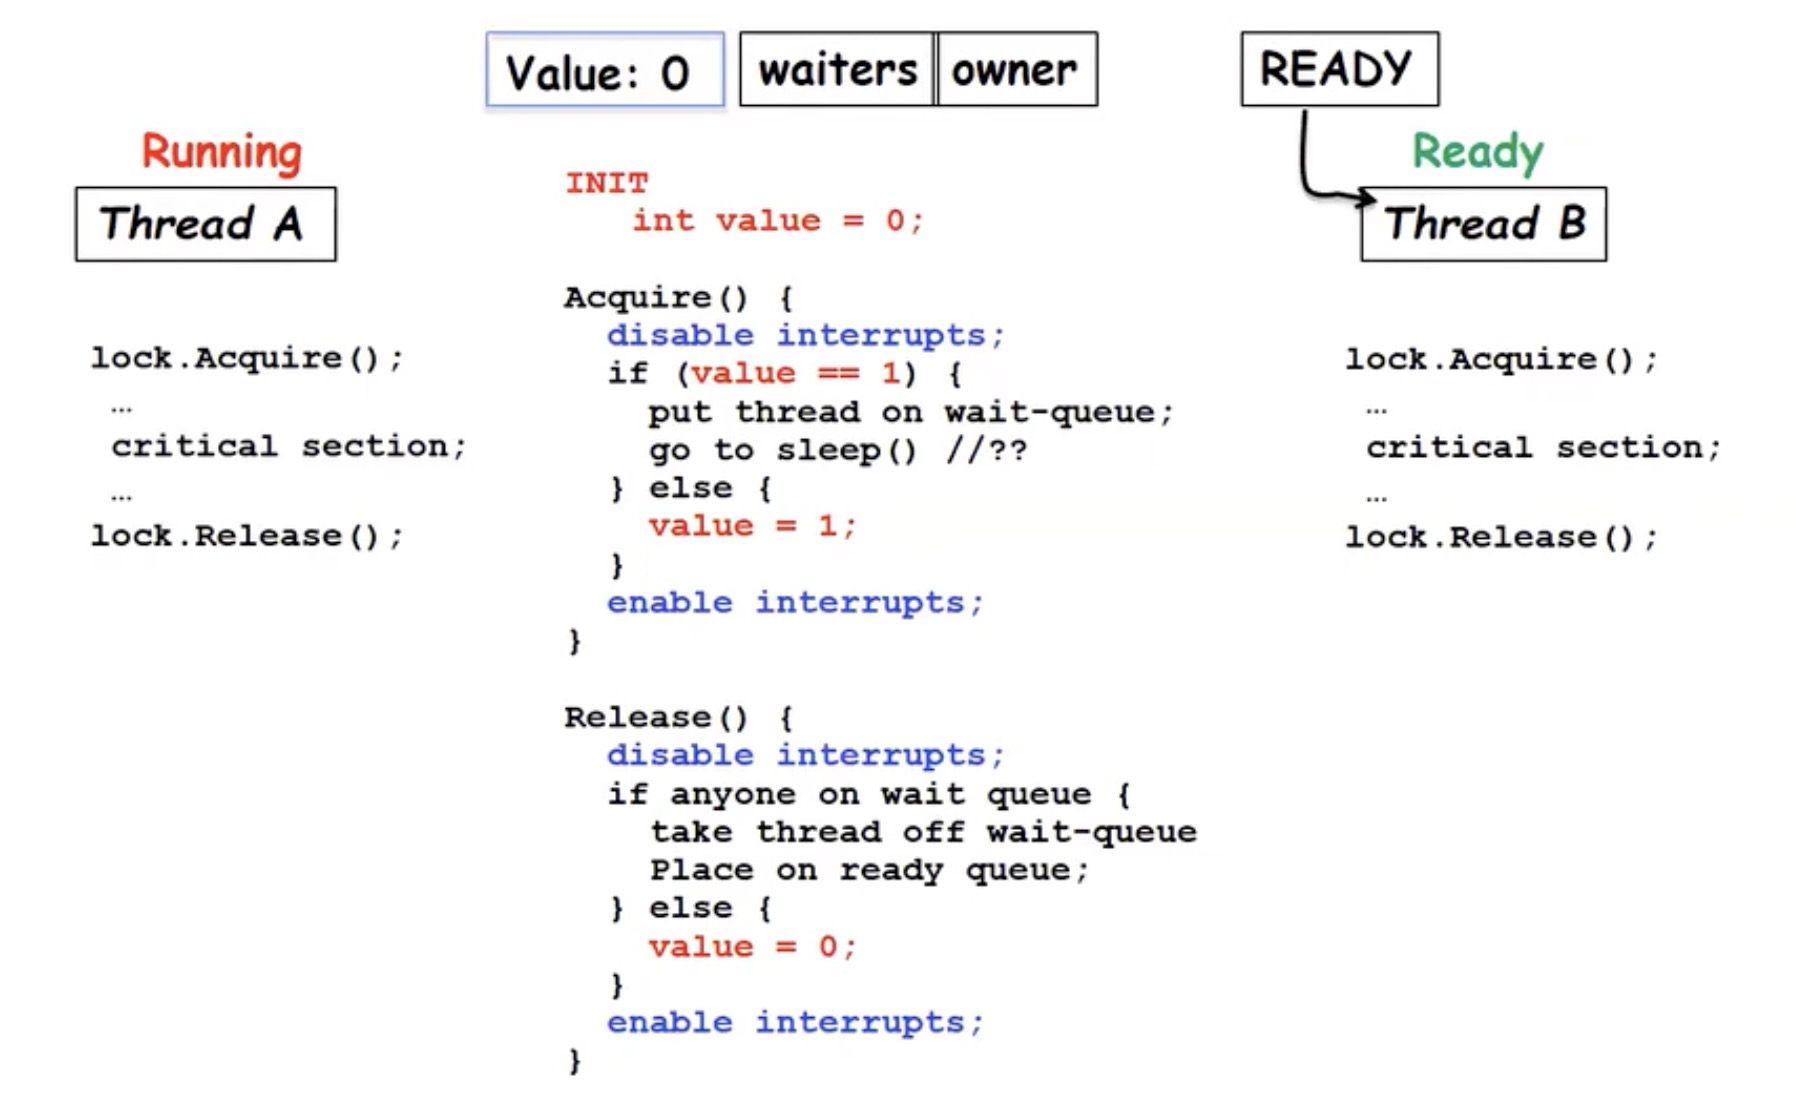 Value: 0
waiters
owner
READY
Running
Ready
Thread A
Thread B
INIT
int value = 0;
Acquire() {
disable interrupts;
if (value == 1) {
put thread on wait-queue;
go to sleep() //??
} else {
value = 1;
}
enable interrupts;
}
Release() {
disable interrupts;
if anyone on wait queue {
take thread off wait-queue
Place on ready queue;
} else {
value = 0;
}
enable interrupts;
}
lock.Acquire();
…
critical section;
…
lock.Release();
lock.Acquire();
…
critical section;
…
lock.Release();